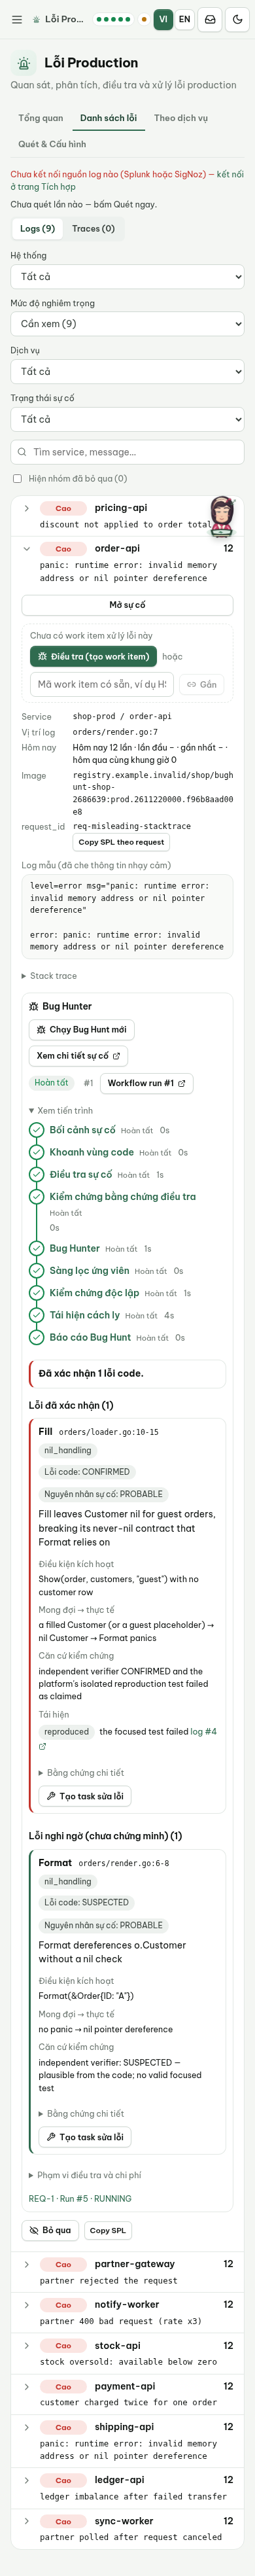 Lỗi Pro...
VI
EN
Lỗi Production
Quan sát, phân tích, điều tra và xử lý lỗi production
Tổng quan
Danh sách lỗi
Theo dịch vụ
Quét & Cấu hình
Chưa kết nối nguồn log nào (Splunk hoặc SigNoz) — kết nối
ở trang Tích hợp
Chưa quét lần nào — bấm Quét ngay.
Logs (9)
Traces (0)
Hệ thống
Tất cả
Mức độ nghiêm trọng
Cần xem (9)
Dịch vụ
Tất cả
Trạng thái sự cố
Tất cả
Tìm service, message...
Hiện nhóm đã bỏ qua (0)
Cao
pricing-api
discount not applied to order total
Cao
order-api
12
panic: runtime error: invalid memory
address or nil pointer dereference
Mở sự cố
Chưa có work item xử lý lỗi này
Điều tra (tạo work item)
hoặc
Mã work item có sẵn, ví dụ HS
Gắn
Service
shop-prod / order-api
Vị trí log
orders/render.go:7
Hôm nay
Hôm nay 12 lần · lần đầu – · gần nhất – ·
hôm qua cùng giờ 0
Image
registry.example.invalid/shop/bugh
unt-shop-
2686639:prod.2611220000.f96b8aad00
e8
request_id
req-misleading-stacktrace
Copy SPL theo request
Log mẫu (đã che thông tin nhạy cảm)
level=error msg="panic: runtime error:
invalid memory address or nil pointer
dereference"
error: panic: runtime error: invalid
memory address or nil pointer dereference
Stack trace
Bug Hunter
Chạy Bug Hunt mới
Xem chi tiết sự cố
Hoàn tất
#1
Workflow run #1
Xem tiến trình
Bối cảnh sự cố Hoàn tất 0s
Khoanh vùng code Hoàn tất 0s
Điều tra sự cố Hoàn tất 1s
Kiểm chứng bằng chứng điều tra
Hoàn tất
0s
Bug Hunter Hoàn tất 1s
Sàng lọc ứng viên Hoàn tất 0s
Kiểm chứng độc lập Hoàn tất 1s
Tái hiện cách ly Hoàn tất 4s
Báo cáo Bug Hunt Hoàn tất 0s
Đã xác nhận 1 lỗi code.
Lỗi đã xác nhận (1)
Fill orders/loader.go:10-15
nil_handling
Lỗi code: CONFIRMED
Nguyên nhân sự cố: PROBABLE
Fill leaves Customer nil for guest orders,
breaking its never-nil contract that
Format relies on
Điều kiện kích hoạt
Show(order, customers, "guest") with no
customer row
Mong đợi → thực tế
a filled Customer (or a guest placeholder) →
nil Customer → Format panics
Căn cứ kiểm chứng
independent verifier CONFIRMED and the
platform's isolated reproduction test failed
as claimed
Tái hiện
reproduced the focused test failed log #4
Bằng chứng chi tiết
Tạo task sửa lỗi
Lỗi nghi ngờ (chưa chứng minh) (1)
Format orders/render.go:6-8
nil_handling
Lỗi code: SUSPECTED
Nguyên nhân sự cố: PROBABLE
Format dereferences o.Customer
without a nil check
Điều kiện kích hoạt
Format(&Order{ID: "A"})
Mong đợi → thực tế
no panic → nil pointer dereference
Căn cứ kiểm chứng
independent verifier: SUSPECTED —
plausible from the code; no valid focused
test
Bằng chứng chi tiết
Tạo task sửa lỗi
Phạm vi điều tra và chi phí
REQ-1 · Run #5 · RUNNING
Bỏ qua
Copy SPL
Cao
partner-gateway
12
partner rejected the request
Cao
notify-worker
12
partner 400 bad request (rate x3)
Cao
stock-api
12
stock oversold: available below zero
Cao
payment-api
12
customer charged twice for one order
Cao
shipping-api
12
panic: runtime error: invalid memory
address or nil pointer dereference
Cao
ledger-api
12
ledger imbalance after failed transfer
Cao
sync-worker
12
partner polled after request canceled